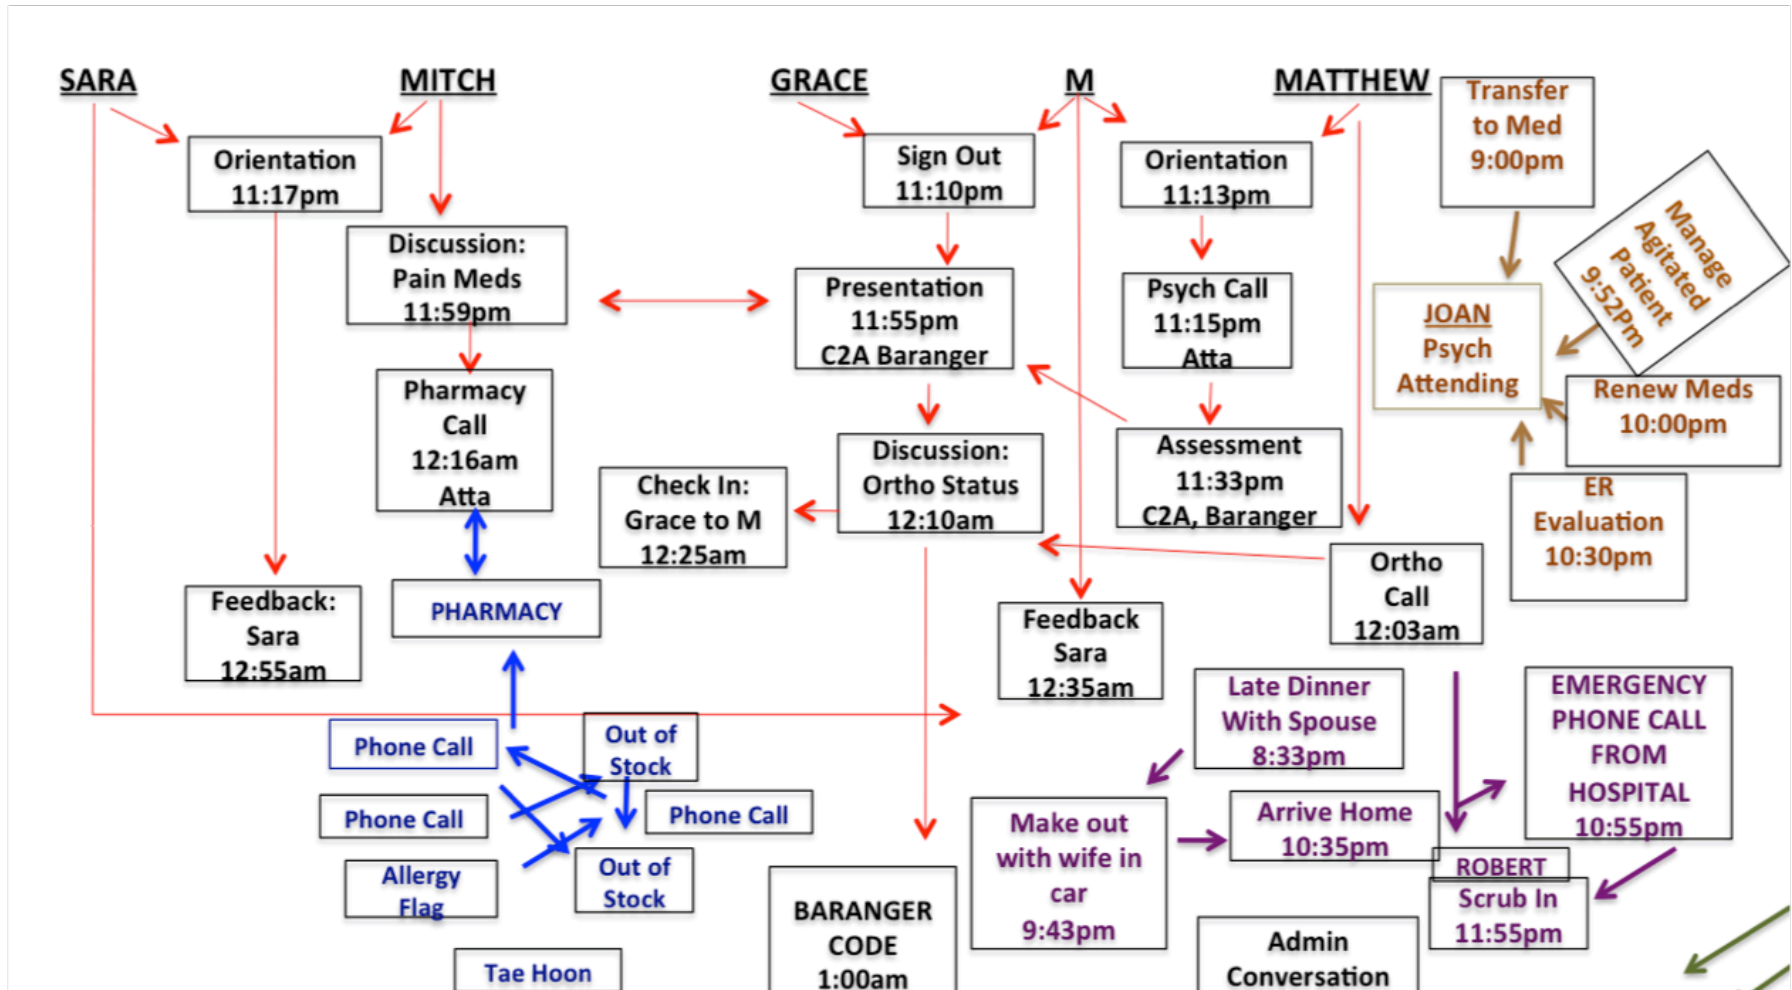 SARA
MITCH
GRACE
M
MATTHEW
Transfer
to Med
9:00pm
Orientation
11:17pm
Sign Out
11:10pm
Orientation
11:13pm
Manage
Agitated
Patient
9:52Pm
Discussion:
Pain Meds
11:59pm
Presentation
11:55pm
C2A Baranger
Psych Call
11:15pm
Atta
JOAN
Psych
Attending
Renew Meds
10:00pm
Pharmacy
Call
12:16am
Atta
Check In:
Grace to M
12:25am
Discussion:
Ortho Status
12:10am
Assessment
11:33pm
C2A, Baranger
ER
Evaluation
10:30pm
Ortho
Call
12:03am
Feedback:
Sara
12:55am
PHARMACY
Feedback
Sara
12:35am
Late Dinner
With Spouse
8:33pm
EMERGENCY
PHONE CALL
FROM
HOSPITAL
10:55pm
Phone Call
Out of
Stock
Phone Call
Phone Call
Make out
with wife in
car
9:43pm
Arrive Home
10:35pm
Allergy
Flag
Out of
Stock
ROBERT
Scrub In
11:55pm
BARANGER
CODE
1:00am
Admin
Conversation
Tae Hoon